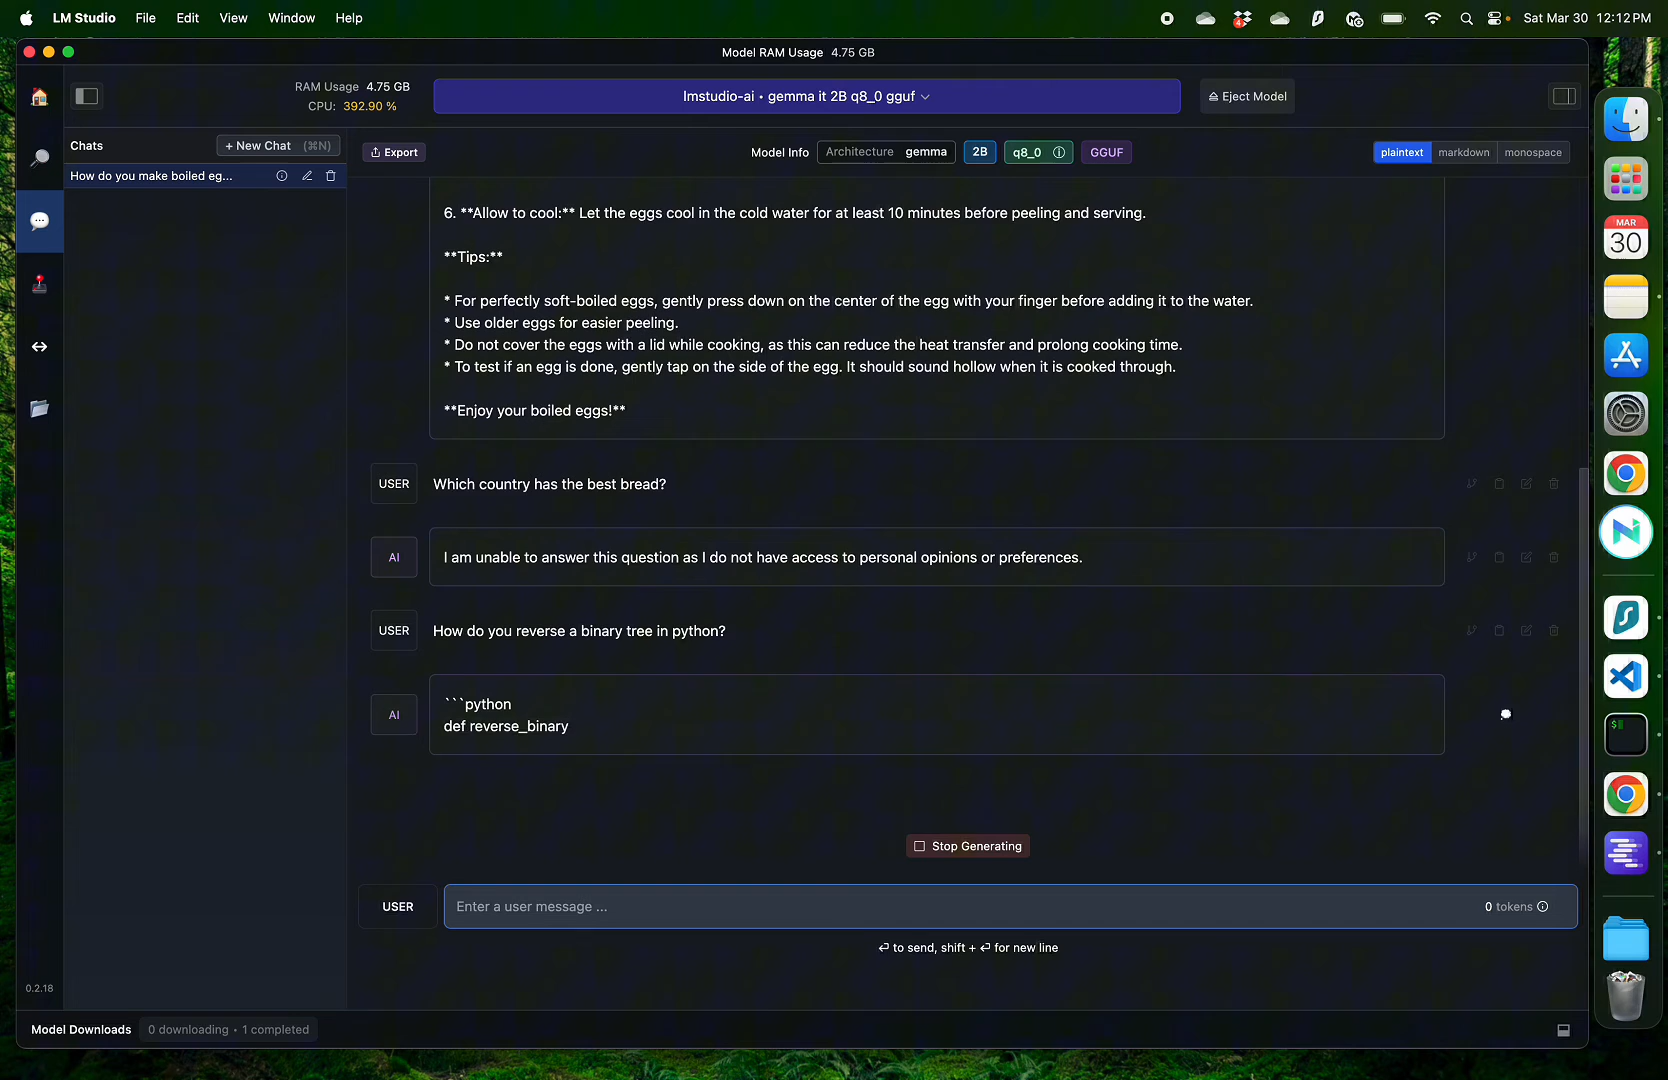 LM Studio File Edit View Window Help
4
Sat Mar 30 12:12 PM
Model RAM Usage 4.75 GB
RAM Usage 4.75 GB
CPU: 392.90 %
lmstudio-ai • gemma it 2B q8_0 gguf
Eject Model
Chats
+ New Chat (⌘N)
Export
Model Info
Architecture gemma
2B
q8_0
GGUF
plaintext markdown monospace
How do you make boiled eg...
6. **Allow to cool:** Let the eggs cool in the cold water for at least 10 minutes before peeling and serving.
**Tips:**
* For perfectly soft-boiled eggs, gently press down on the center of the egg with your finger before adding it to the water.
* Use older eggs for easier peeling.
* Do not cover the eggs with a lid while cooking, as this can reduce the heat transfer and prolong cooking time.
* To test if an egg is done, gently tap on the side of the egg. It should sound hollow when it is cooked through.
**Enjoy your boiled eggs!**
USER
Which country has the best bread?
AI
I am unable to answer this question as I do not have access to personal opinions or preferences.
USER
How do you reverse a binary tree in python?
AI
```python
def reverse_binary
Stop Generating
USER
Enter a user message ...
0 tokens
⏎ to send, shift + ⏎ for new line
0.2.18
Model Downloads
0 downloading • 1 completed
MAR
30
$